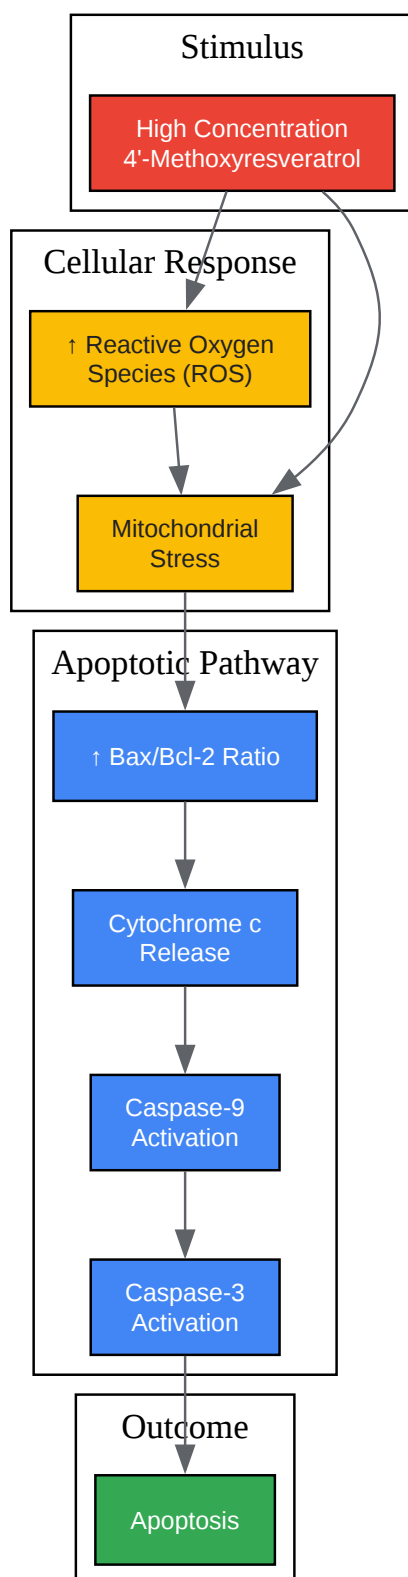 Stimulus
High Concentration
4'-Methoxyresveratrol
Cellular Response
↑ Reactive Oxygen
Species (ROS)
Mitochondrial
Stress
Apoptotic Pathway
↑ Bax/Bcl-2 Ratio
Cytochrome c
Release
Caspase-9
Activation
Caspase-3
Activation
Outcome
Apoptosis